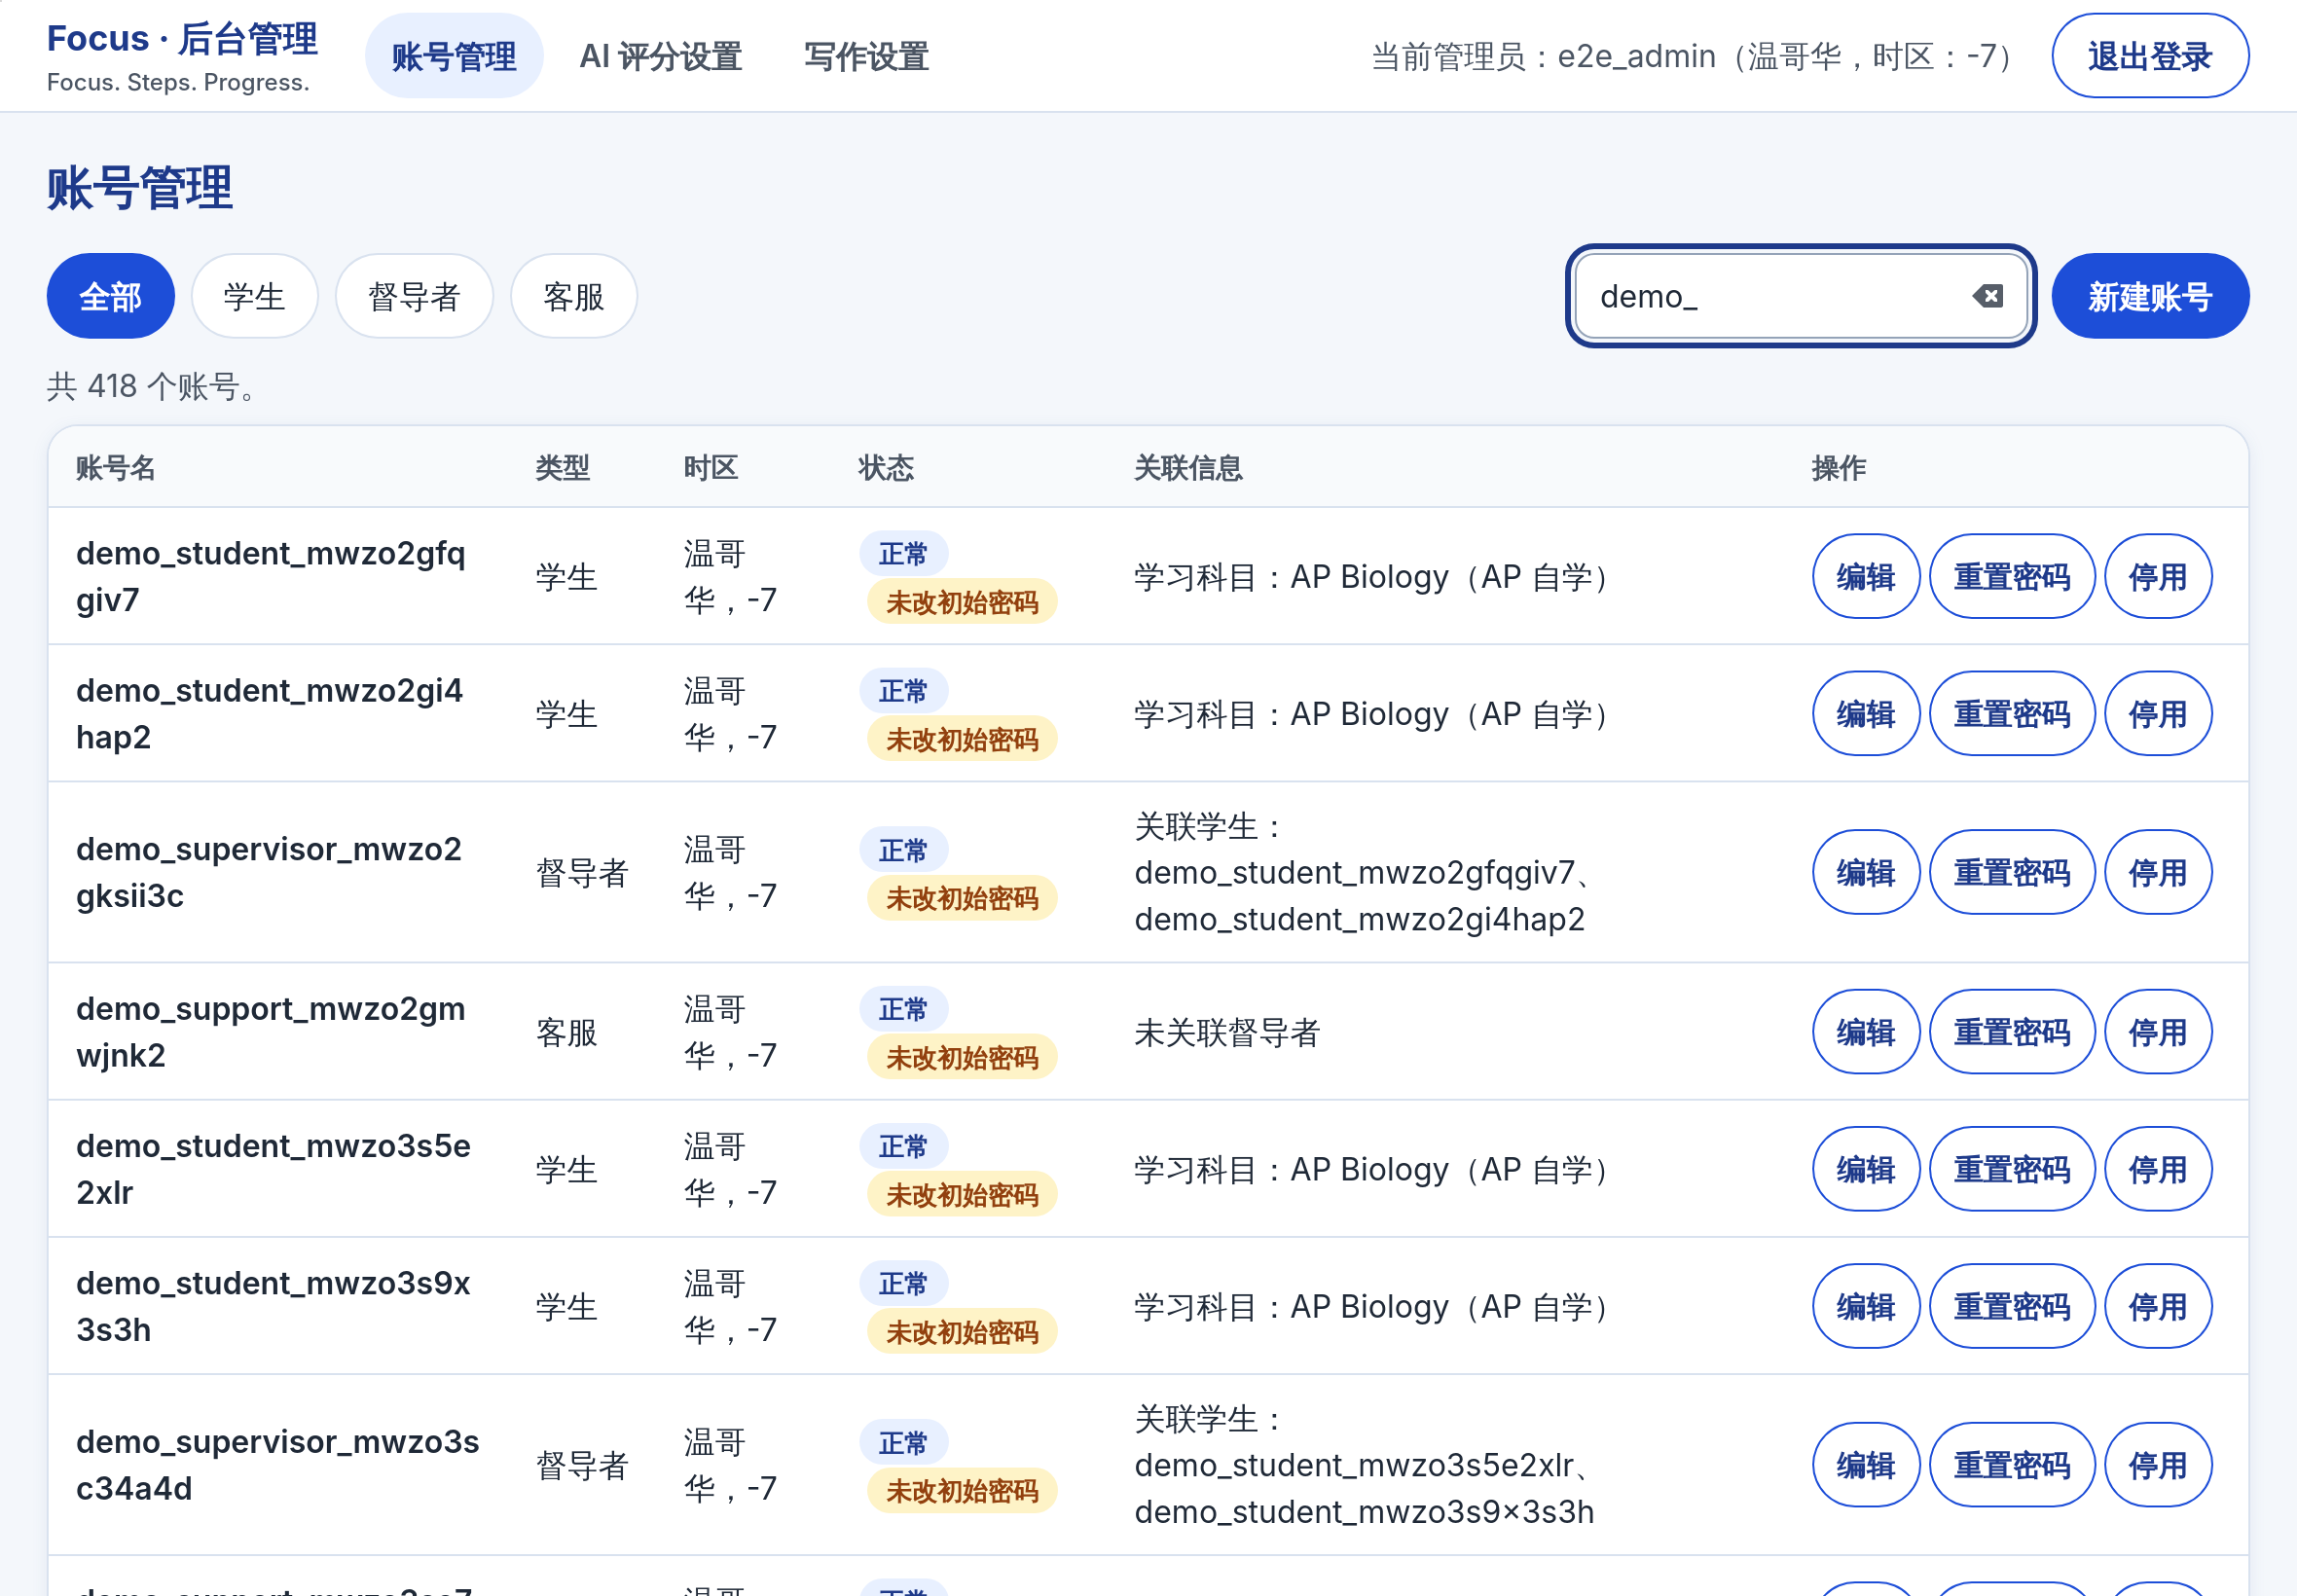 Focus · 后台管理
Focus. Steps. Progress.
账号管理 AI 评分设置 写作设置
当前管理员：e2e_admin（温哥华，时区：-7） 退出登录
账号管理
全部 学生 督导者 客服
demo_ 新建账号
共 418 个账号。
账号名 类型 时区 状态 关联信息 操作
demo_student_mwzo2gfq
giv7
学生
温哥
华，-7
正常
未改初始密码
学习科目：AP Biology（AP 自学）
编辑 重置密码 停用
demo_student_mwzo2gi4
hap2
学生
温哥
华，-7
正常
未改初始密码
学习科目：AP Biology（AP 自学）
编辑 重置密码 停用
demo_supervisor_mwzo2
gksii3c
督导者
温哥
华，-7
正常
未改初始密码
关联学生：
demo_student_mwzo2gfqgiv7、
demo_student_mwzo2gi4hap2
编辑 重置密码 停用
demo_support_mwzo2gm
wjnk2
客服
温哥
华，-7
正常
未改初始密码
未关联督导者
编辑 重置密码 停用
demo_student_mwzo3s5e
2xlr
学生
温哥
华，-7
正常
未改初始密码
学习科目：AP Biology（AP 自学）
编辑 重置密码 停用
demo_student_mwzo3s9x
3s3h
学生
温哥
华，-7
正常
未改初始密码
学习科目：AP Biology（AP 自学）
编辑 重置密码 停用
demo_supervisor_mwzo3s
c34a4d
督导者
温哥
华，-7
正常
未改初始密码
关联学生：
demo_student_mwzo3s5e2xlr、
demo_student_mwzo3s9×3s3h
编辑 重置密码 停用